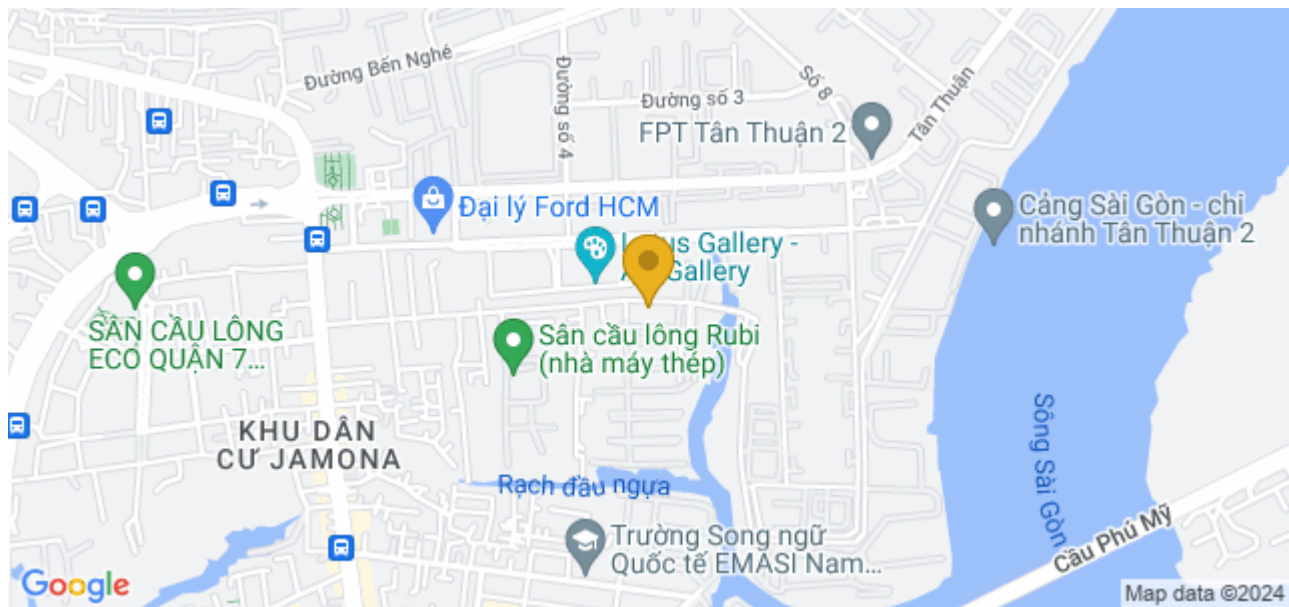 Đường Bến Nghé
Đường số 4
Đường số 3
Số 8
Tân Thuận
FPT Tân Thuận 2
Đại lý Ford HCM
Cảng Sài Gòn - chi
nhánh Tân Thuận 2
Gallery -
Gallery
SÂN CẦU LÔNG
ECO QUẬN 7...
Sân cầu lông Rubi
(nhà máy thép)
KHU DÂN
CƯ JAMONA
Rạch đầu ngựa
Sông Sài Gòn
Cầu Phú Mỹ
Trường Song ngữ
Quốc tế EMASI Nam...
Google
Map data ©2024